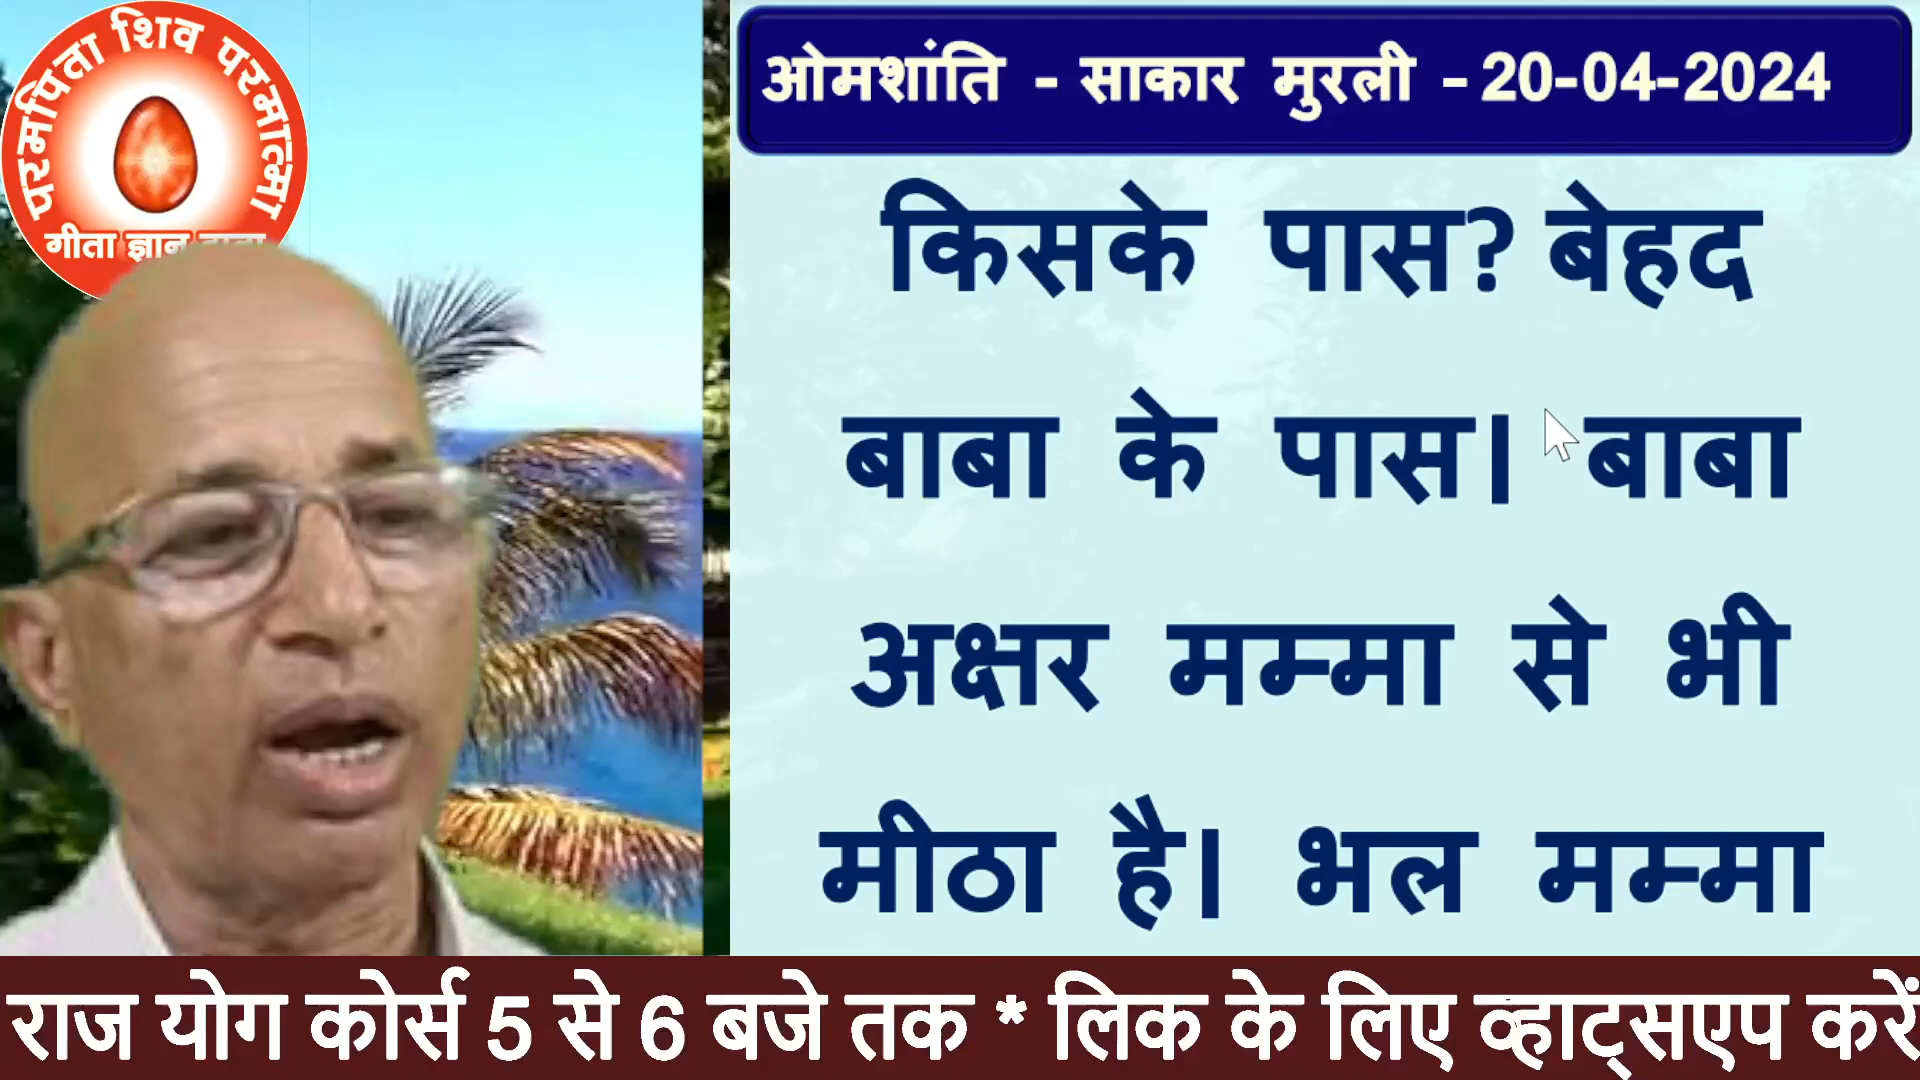 परमपिता शिव परमात्मा
गीता ज्ञान
ओमशांति - साकार मुरली - 20-04-2024
किसके पास? बेहद
बाबा के पास। बाबा
अक्षर मम्मा से भी
मीठा है। भल मम्मा
राज योग कोर्स 5 से 6 बजे तक * लिक के लिए व्हाट्सएप करें